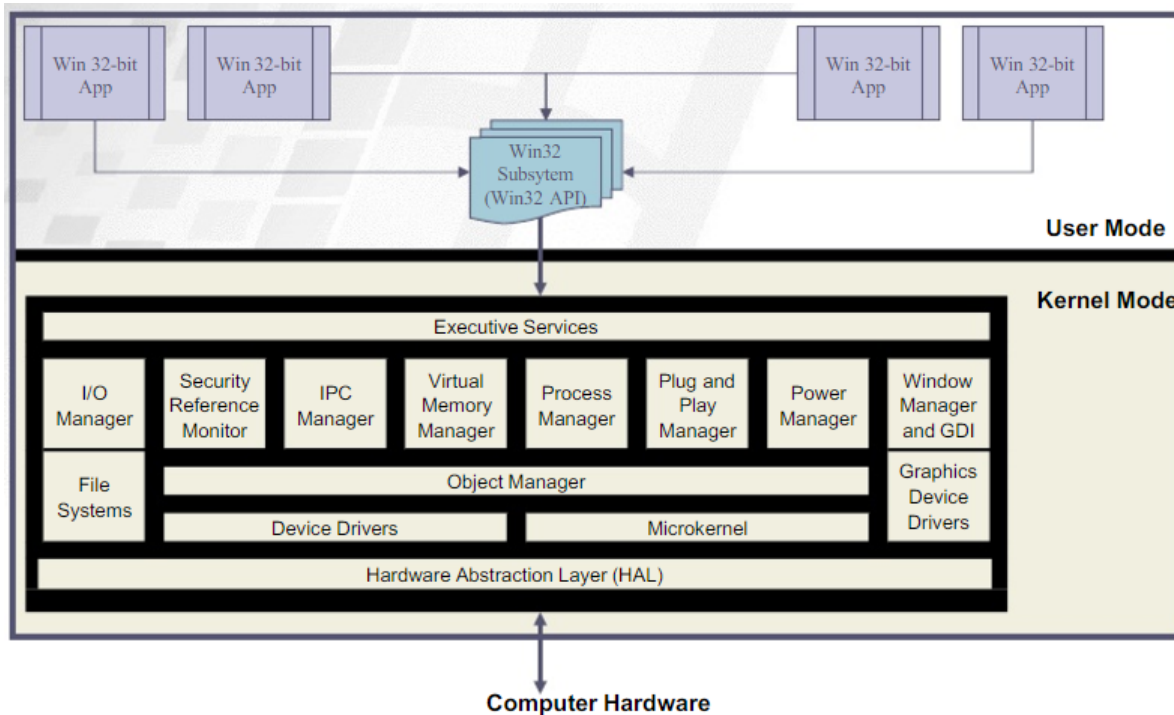 Win 32-bit
App
Win 32-bit
App
Win 32-bit
App
Win 32-bit
App
Win32
Subsytem
(Win32 API)
User Mode
Kernel Mode
Executive Services
I/O
Manager
Security
Reference
Monitor
IPC
Manager
Virtual
Memory
Manager
Process
Manager
Plug and
Play
Manager
Power
Manager
Window
Manager
and GDI
File
Systems
Object Manager
Graphics
Device
Drivers
Device Drivers
Microkernel
Hardware Abstraction Layer (HAL)
Computer Hardware